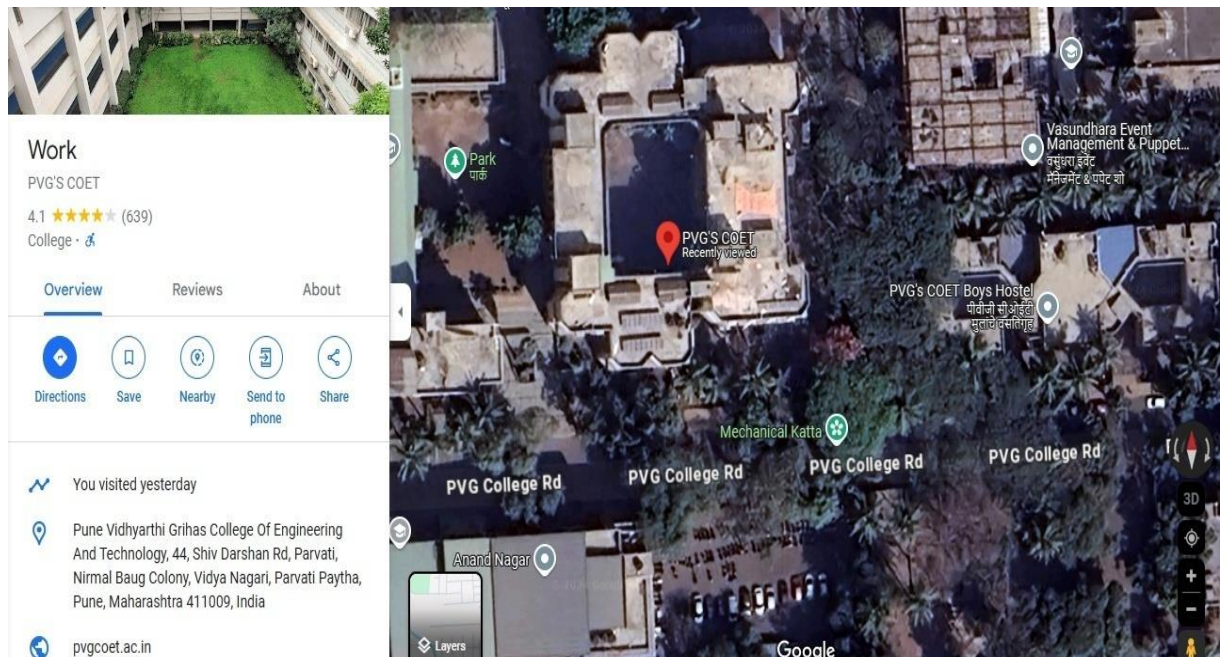 Work
PVG'S COET
4.1 ★★★★★ (639)
College ·
Overview
Reviews
About
Directions
Save
Nearby
Send to
phone
Share
You visited yesterday
Pune Vidhyarthi Grihas College Of Engineering
And Technology, 44, Shiv Darshan Rd, Parvati,
Nirmal Baug Colony, Vidya Nagari, Parvati Paytha,
Pune, Maharashtra 411009, India
pvgcoet.ac.in
Park
पार्क
PVG'S COET
Recently viewed
Vasundhara Event
Management & Puppet...
वसुंधरा इव्हेंट
मॅनेजमेंट & पपेट शो
PVG's COET Boys Hostel
पीवीजी सीओईटी
मुलांचे वसतिगृह
Mechanical Katta
PVG College Rd
PVG College Rd
PVG College Rd
PVG College Rd
Anand Nagar
3D
Layers
Google